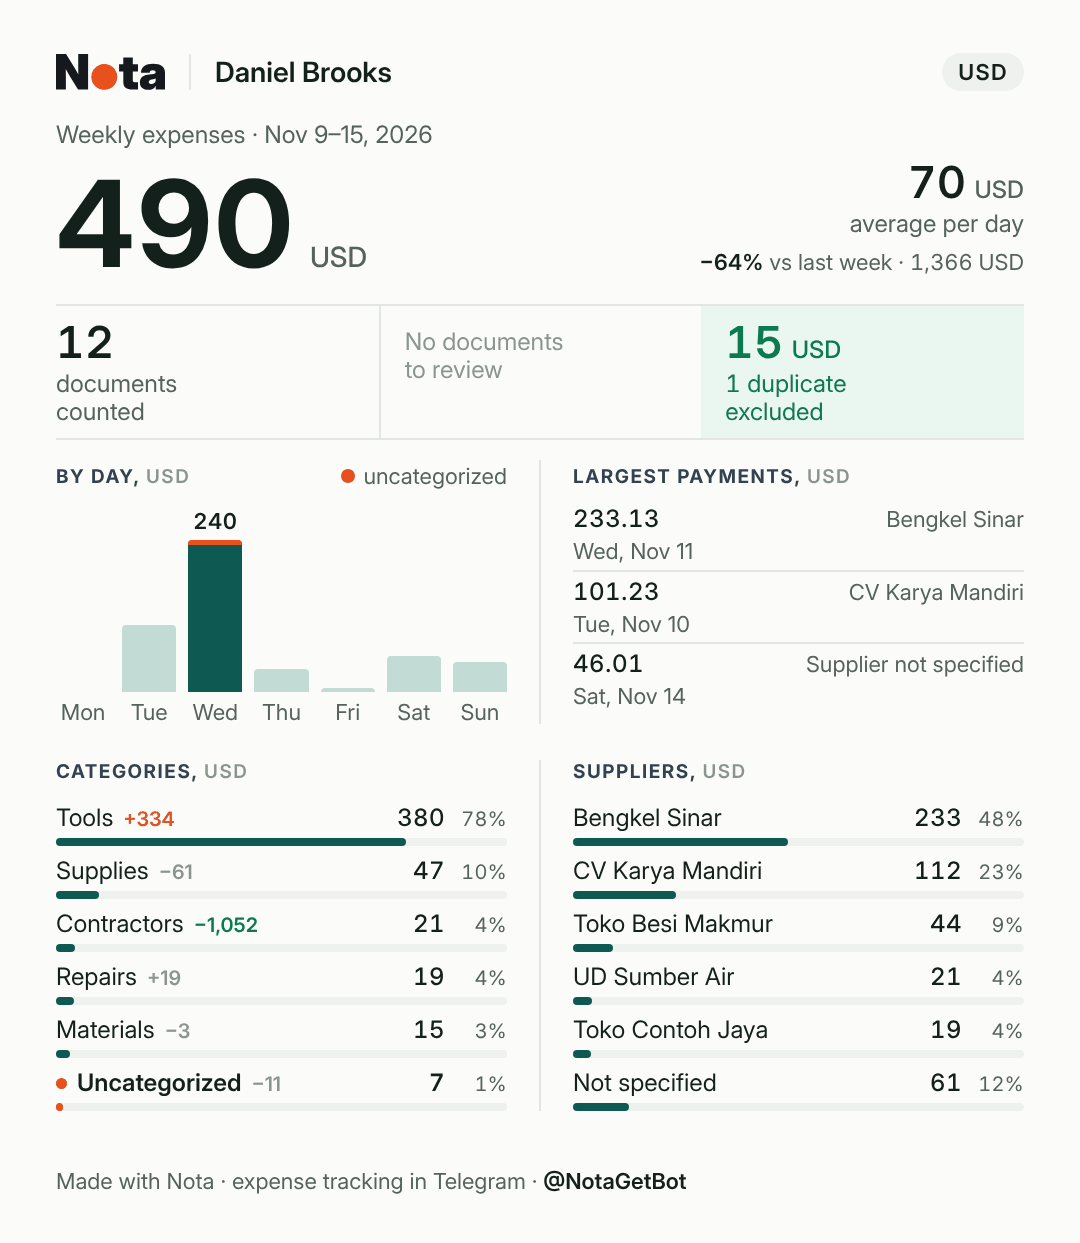 Nota
Daniel Brooks
USD
Weekly expenses · Nov 9–15, 2026
490 USD
70 USD
average per day
−64% vs last week · 1,366 USD
12
documents
counted
No documents
to review
15 USD
1 duplicate
excluded
BY DAY, USD
uncategorized
240
Mon Tue Wed Thu Fri Sat Sun
LARGEST PAYMENTS, USD
233.13 Bengkel Sinar
Wed, Nov 11
101.23 CV Karya Mandiri
Tue, Nov 10
46.01 Supplier not specified
Sat, Nov 14
CATEGORIES, USD
Tools +334 380 78%
Supplies −61 47 10%
Contractors −1,052 21 4%
Repairs +19 19 4%
Materials −3 15 3%
Uncategorized −11 7 1%
SUPPLIERS, USD
Bengkel Sinar 233 48%
CV Karya Mandiri 112 23%
Toko Besi Makmur 44 9%
UD Sumber Air 21 4%
Toko Contoh Jaya 19 4%
Not specified 61 12%
Made with Nota · expense tracking in Telegram · @NotaGetBot